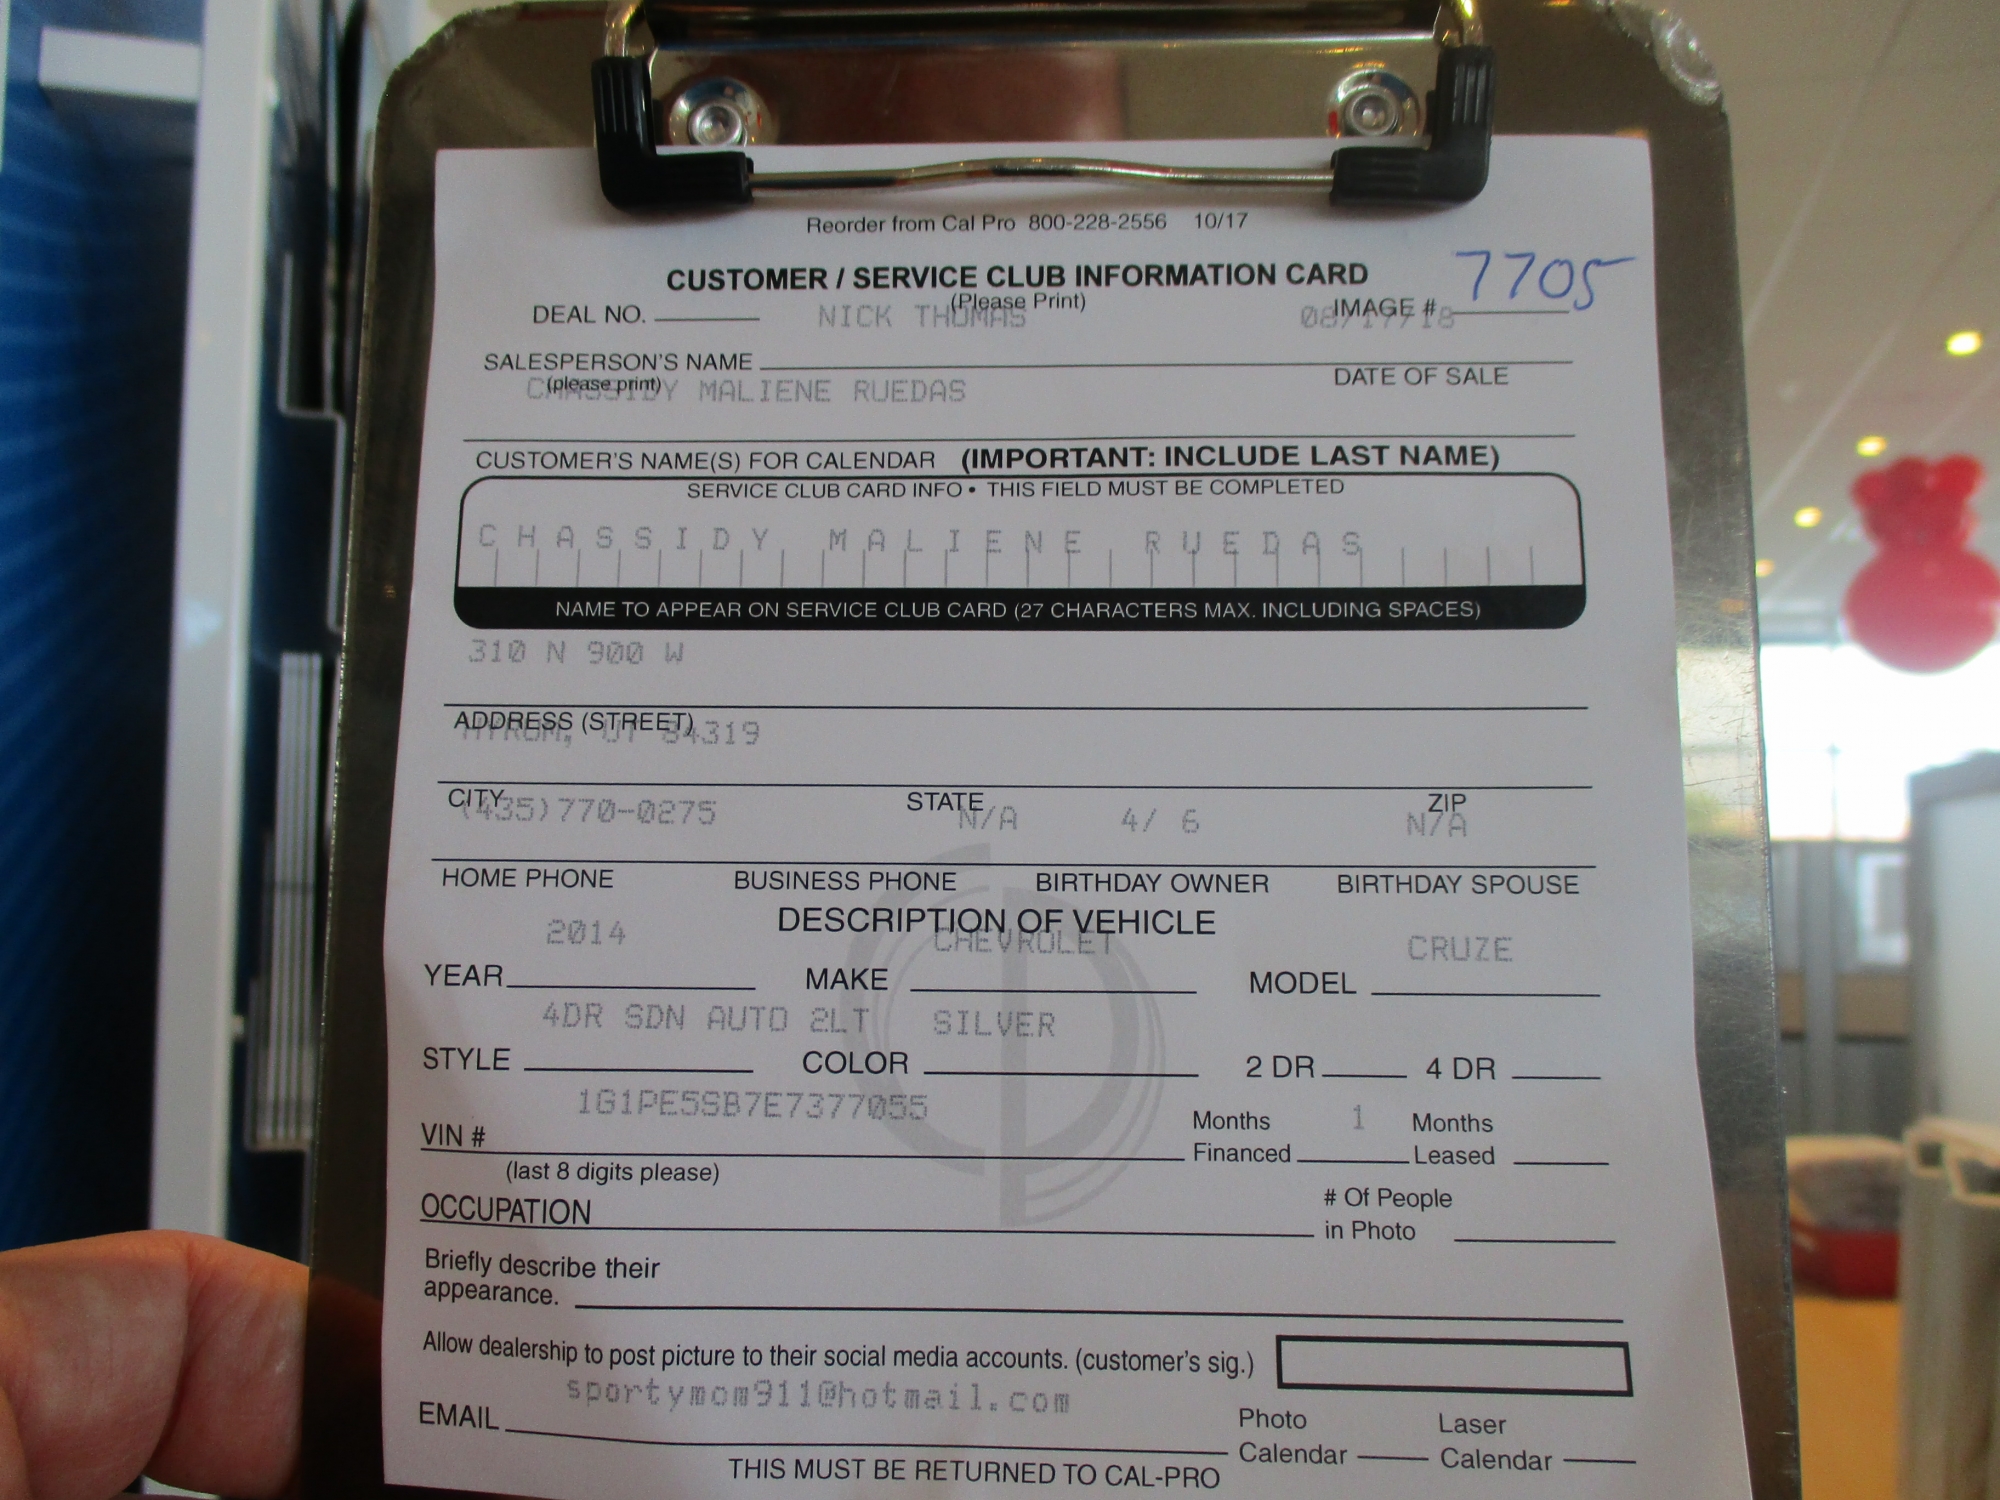 Reorder from Cal Pro 800-228-2556 10/17
CUSTOMER / SERVICE CLUB INFORMATION CARD
(Please Print)
7705
DEAL NO. NICK THOMAS IMAGE #
SALESPERSON'S NAME
(please print)
DATE OF SALE
CHASSIDY MALIENE RUEDAS
CUSTOMER'S NAME(S) FOR CALENDAR (IMPORTANT: INCLUDE LAST NAME)
SERVICE CLUB CARD INFO • THIS FIELD MUST BE COMPLETED
CHASSIDY MALIENE RUEDAS
NAME TO APPEAR ON SERVICE CLUB CARD (27 CHARACTERS MAX. INCLUDING SPACES)
310 N 900 W
ADDRESS (STREET)
HYRUM, UT 84319
CITY STATE ZIP
(435)770-0275 N/A 4/ 6 N/A
HOME PHONE BUSINESS PHONE BIRTHDAY OWNER BIRTHDAY SPOUSE
DESCRIPTION OF VEHICLE
2014 CHEVROLET CRUZE
YEAR MAKE MODEL
4DR SDN AUTO 2LT SILVER
STYLE COLOR 2 DR 4 DR
1G1PE5SB7E7377055
VIN #
(last 8 digits please)
Months Financed 1 Months Leased
OCCUPATION
# Of People in Photo
Briefly describe their
appearance.
Allow dealership to post picture to their social media accounts. (customer's sig.)
sportymom911@hotmail.com
EMAIL
Photo Calendar Laser Calendar
THIS MUST BE RETURNED TO CAL-PRO